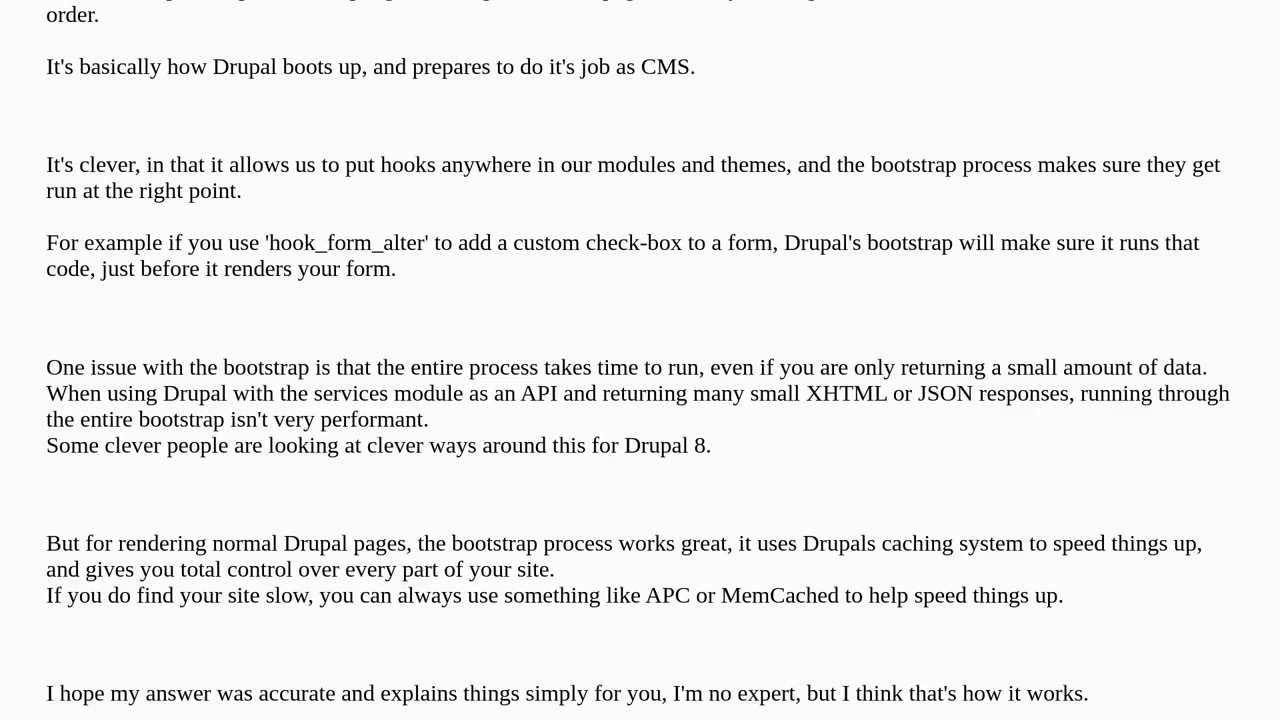 order.
It's basically how Drupal boots up, and prepares to do it's job as CMS.
It's clever, in that it allows us to put hooks anywhere in our modules and themes, and the bootstrap process makes sure they get
run at the right point.
For example if you use 'hook_form_alter' to add a custom check-box to a form, Drupal's bootstrap will make sure it runs that
code, just before it renders your form.
One issue with the bootstrap is that the entire process takes time to run, even if you are only returning a small amount of data.
When using Drupal with the services module as an API and returning many small XHTML or JSON responses, running through
the entire bootstrap isn't very performant.
Some clever people are looking at clever ways around this for Drupal 8.
But for rendering normal Drupal pages, the bootstrap process works great, it uses Drupals caching system to speed things up,
and gives you total control over every part of your site.
If you do find your site slow, you can always use something like APC or MemCached to help speed things up.
I hope my answer was accurate and explains things simply for you, I'm no expert, but I think that's how it works.